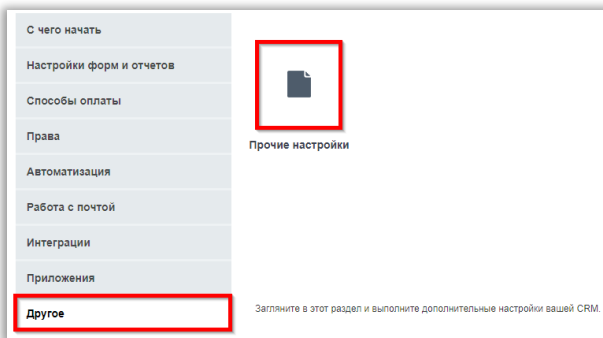 С чего начать
Настройки форм и отчетов
Способы оплаты
Права
Автоматизация
Работа с почтой
Интеграции
Приложения
Другое
Прочие настройки
Загляните в этот раздел и выполните дополнительные настройки вашей CRM.